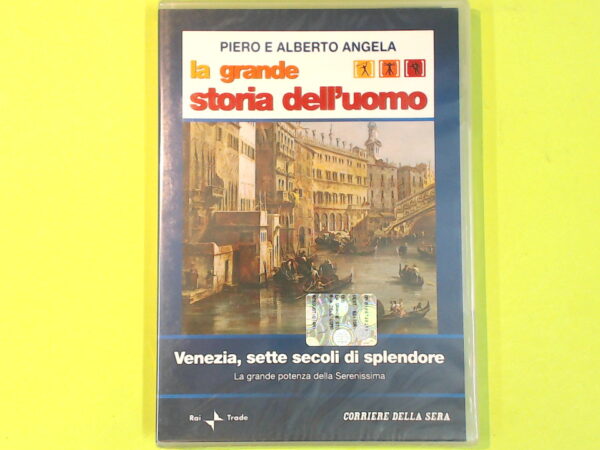 PIERO E ALBERTO ANGELA
la grande
storia dell'uomo
Venezia, sette secoli di splendore
La grande potenza della Serenissima
Rai Trade
CORRIERE DELLA SERA